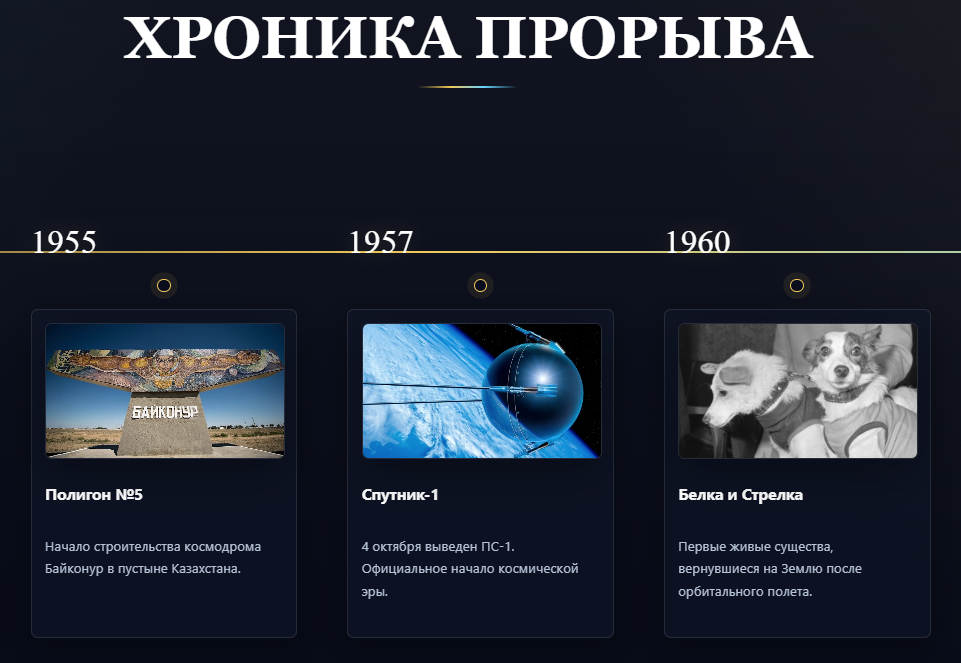 ХРОНИКА ПРОРЫВА
1955
1957
1960
БАЙКОНУР
Полигон №5
Начало строительства космодрома
Байконур в пустыне Казахстана.
Спутник-1
4 октября выведен ПС-1.
Официальное начало космической
эры.
Белка и Стрелка
Первые живые существа,
вернувшиеся на Землю после
орбитального полета.